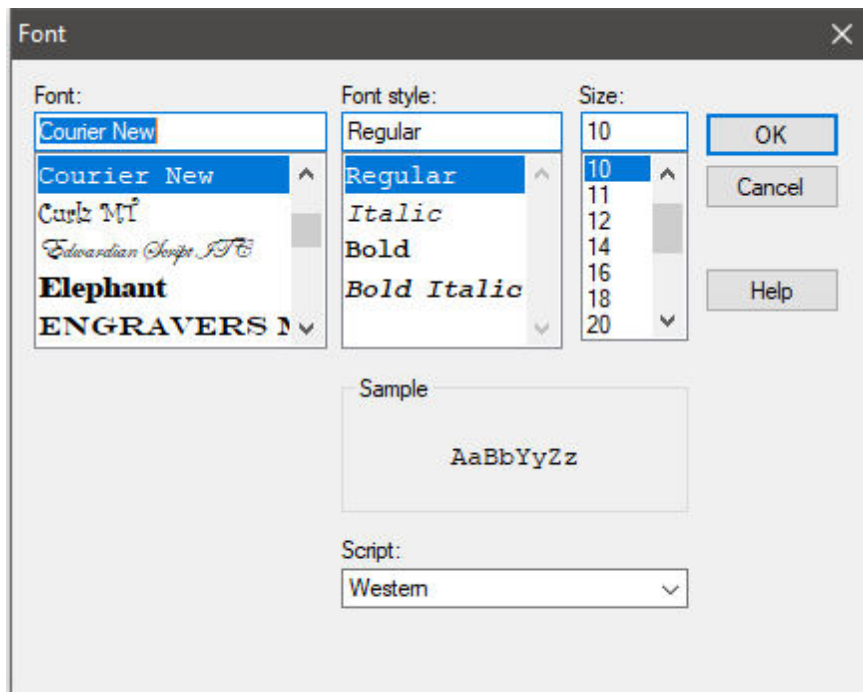 Font
Font:
Courier New
Courier New
Curlz MT
Edwardian Script ITC
Elephant
ENGRAVERS M
Font style:
Regular
Regular
Italic
Bold
Bold Italic
Size:
10
10
11
12
14
16
18
20
OK
Cancel
Help
Sample
AaBbYyZz
Script:
Western